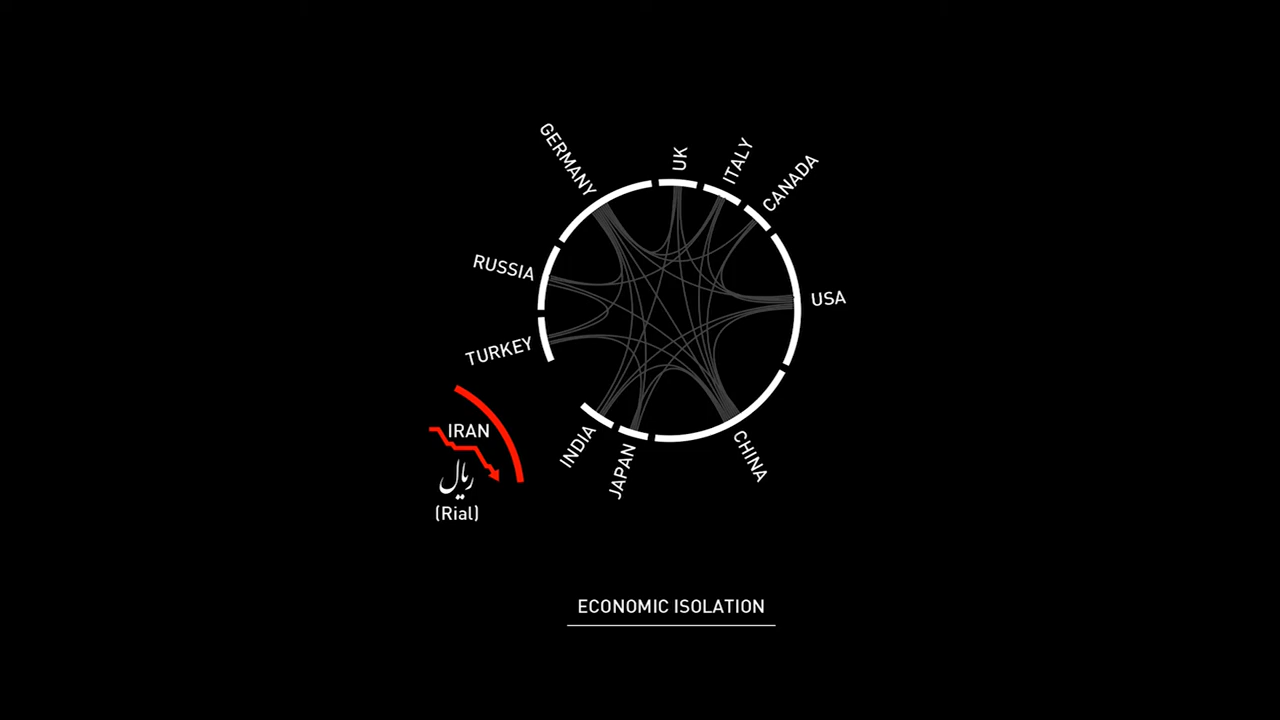 GERMANY
UK
ITALY
CANADA
RUSSIA
USA
TURKEY
IRAN
ریال
(Rial)
INDIA
JAPAN
CHINA
ECONOMIC ISOLATION